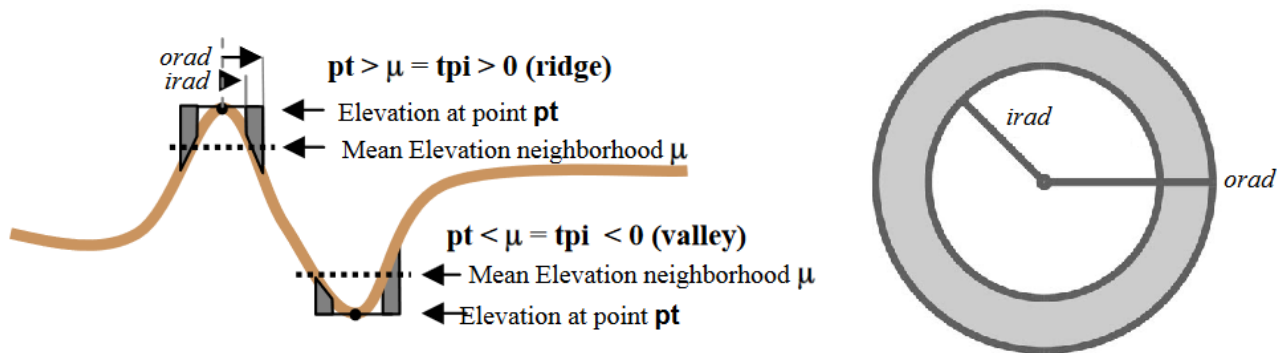 orad
irad
pt > μ = tpi > 0 (ridge)
Elevation at point pt
Mean Elevation neighborhood μ
pt < μ = tpi < 0 (valley)
Mean Elevation neighborhood μ
Elevation at point pt
irad
orad